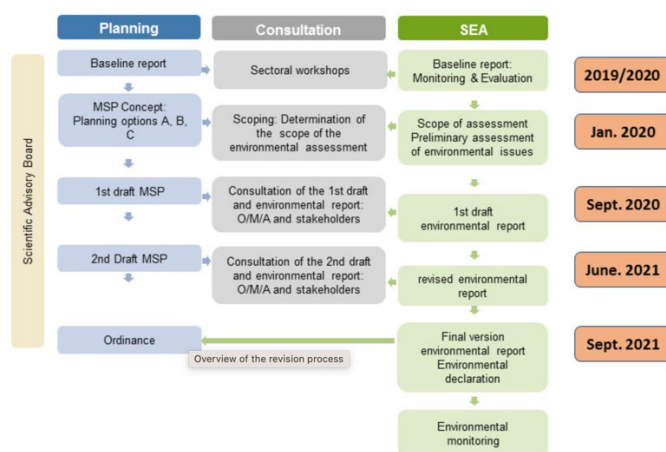 Planning
Consultation
SEA
Scientific Advisory Board
Baseline report
Sectoral workshops
Baseline report:
Monitoring & Evaluation
2019/2020
MSP Concept:
Planning options A, B,
C
Scoping: Determination of
the scope of the
environmental assessment
Scope of assessment
Preliminary assessment
of environmental issues
Jan. 2020
1st draft MSP
Consultation of the 1st draft
and environmental report:
O/M/A and stakeholders
1st draft
environmental report
Sept. 2020
2nd Draft MSP
Consultation of the 2nd draft
and environmental report:
O/M/A and stakeholders
revised environmental
report
June. 2021
Ordinance
Overview of the revision process
Final version
environmental report
Environmental
declaration
Sept. 2021
Environmental
monitoring